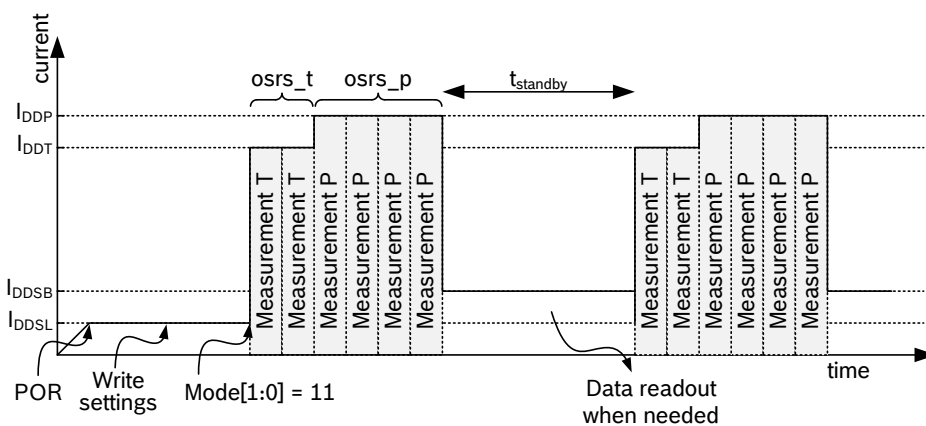 current
osrs_t
osrs_p
tstandby
IDDP
IDDT
Measurement T
Measurement T
Measurement P
Measurement P
Measurement P
Measurement P
Measurement T
Measurement T
Measurement P
Measurement P
Measurement P
Measurement P
IDDSB
IDDSL
time
POR
Write
settings
Mode[1:0] = 11
Data readout
when needed